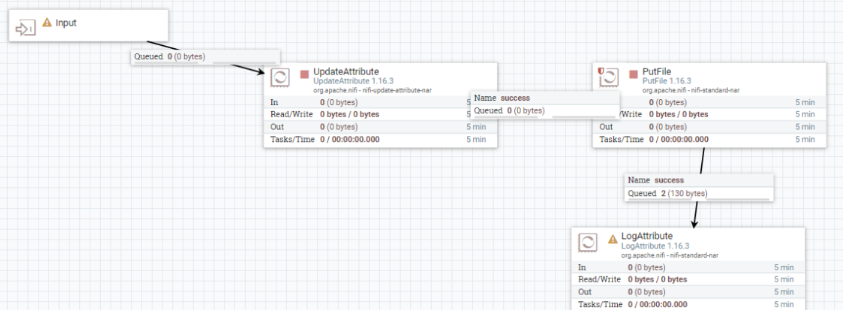 Input
Queued 0 (0 bytes)
UpdateAttribute
UpdateAttribute 1.16.3
org.apache.nifi - nifi-update-attribute-nar
In 0 (0 bytes) 5
Read/Write 0 bytes / 0 bytes 5
Out 0 (0 bytes) 5 min
Tasks/Time 0 / 00:00:00.000 5 min
Name success
Queued 0 (0 bytes)
PutFile
PutFile 1.16.3
org.apache.nifi - nifi-standard-nar
0 (0 bytes) 5 min
0 bytes / 0 bytes 5 min
Out 0 (0 bytes) 5 min
Tasks/Time 0 / 00:00:00.000 5 min
Name success
Queued 2 (130 bytes)
LogAttribute
LogAttribute 1.16.3
org.apache.nifi - nifi-standard-nar
In 0 (0 bytes) 5 min
Read/Write 0 bytes / 0 bytes 5 min
Out 0 (0 bytes) 5 min
Tasks/Time 0 / 00:00:00.000 5 min